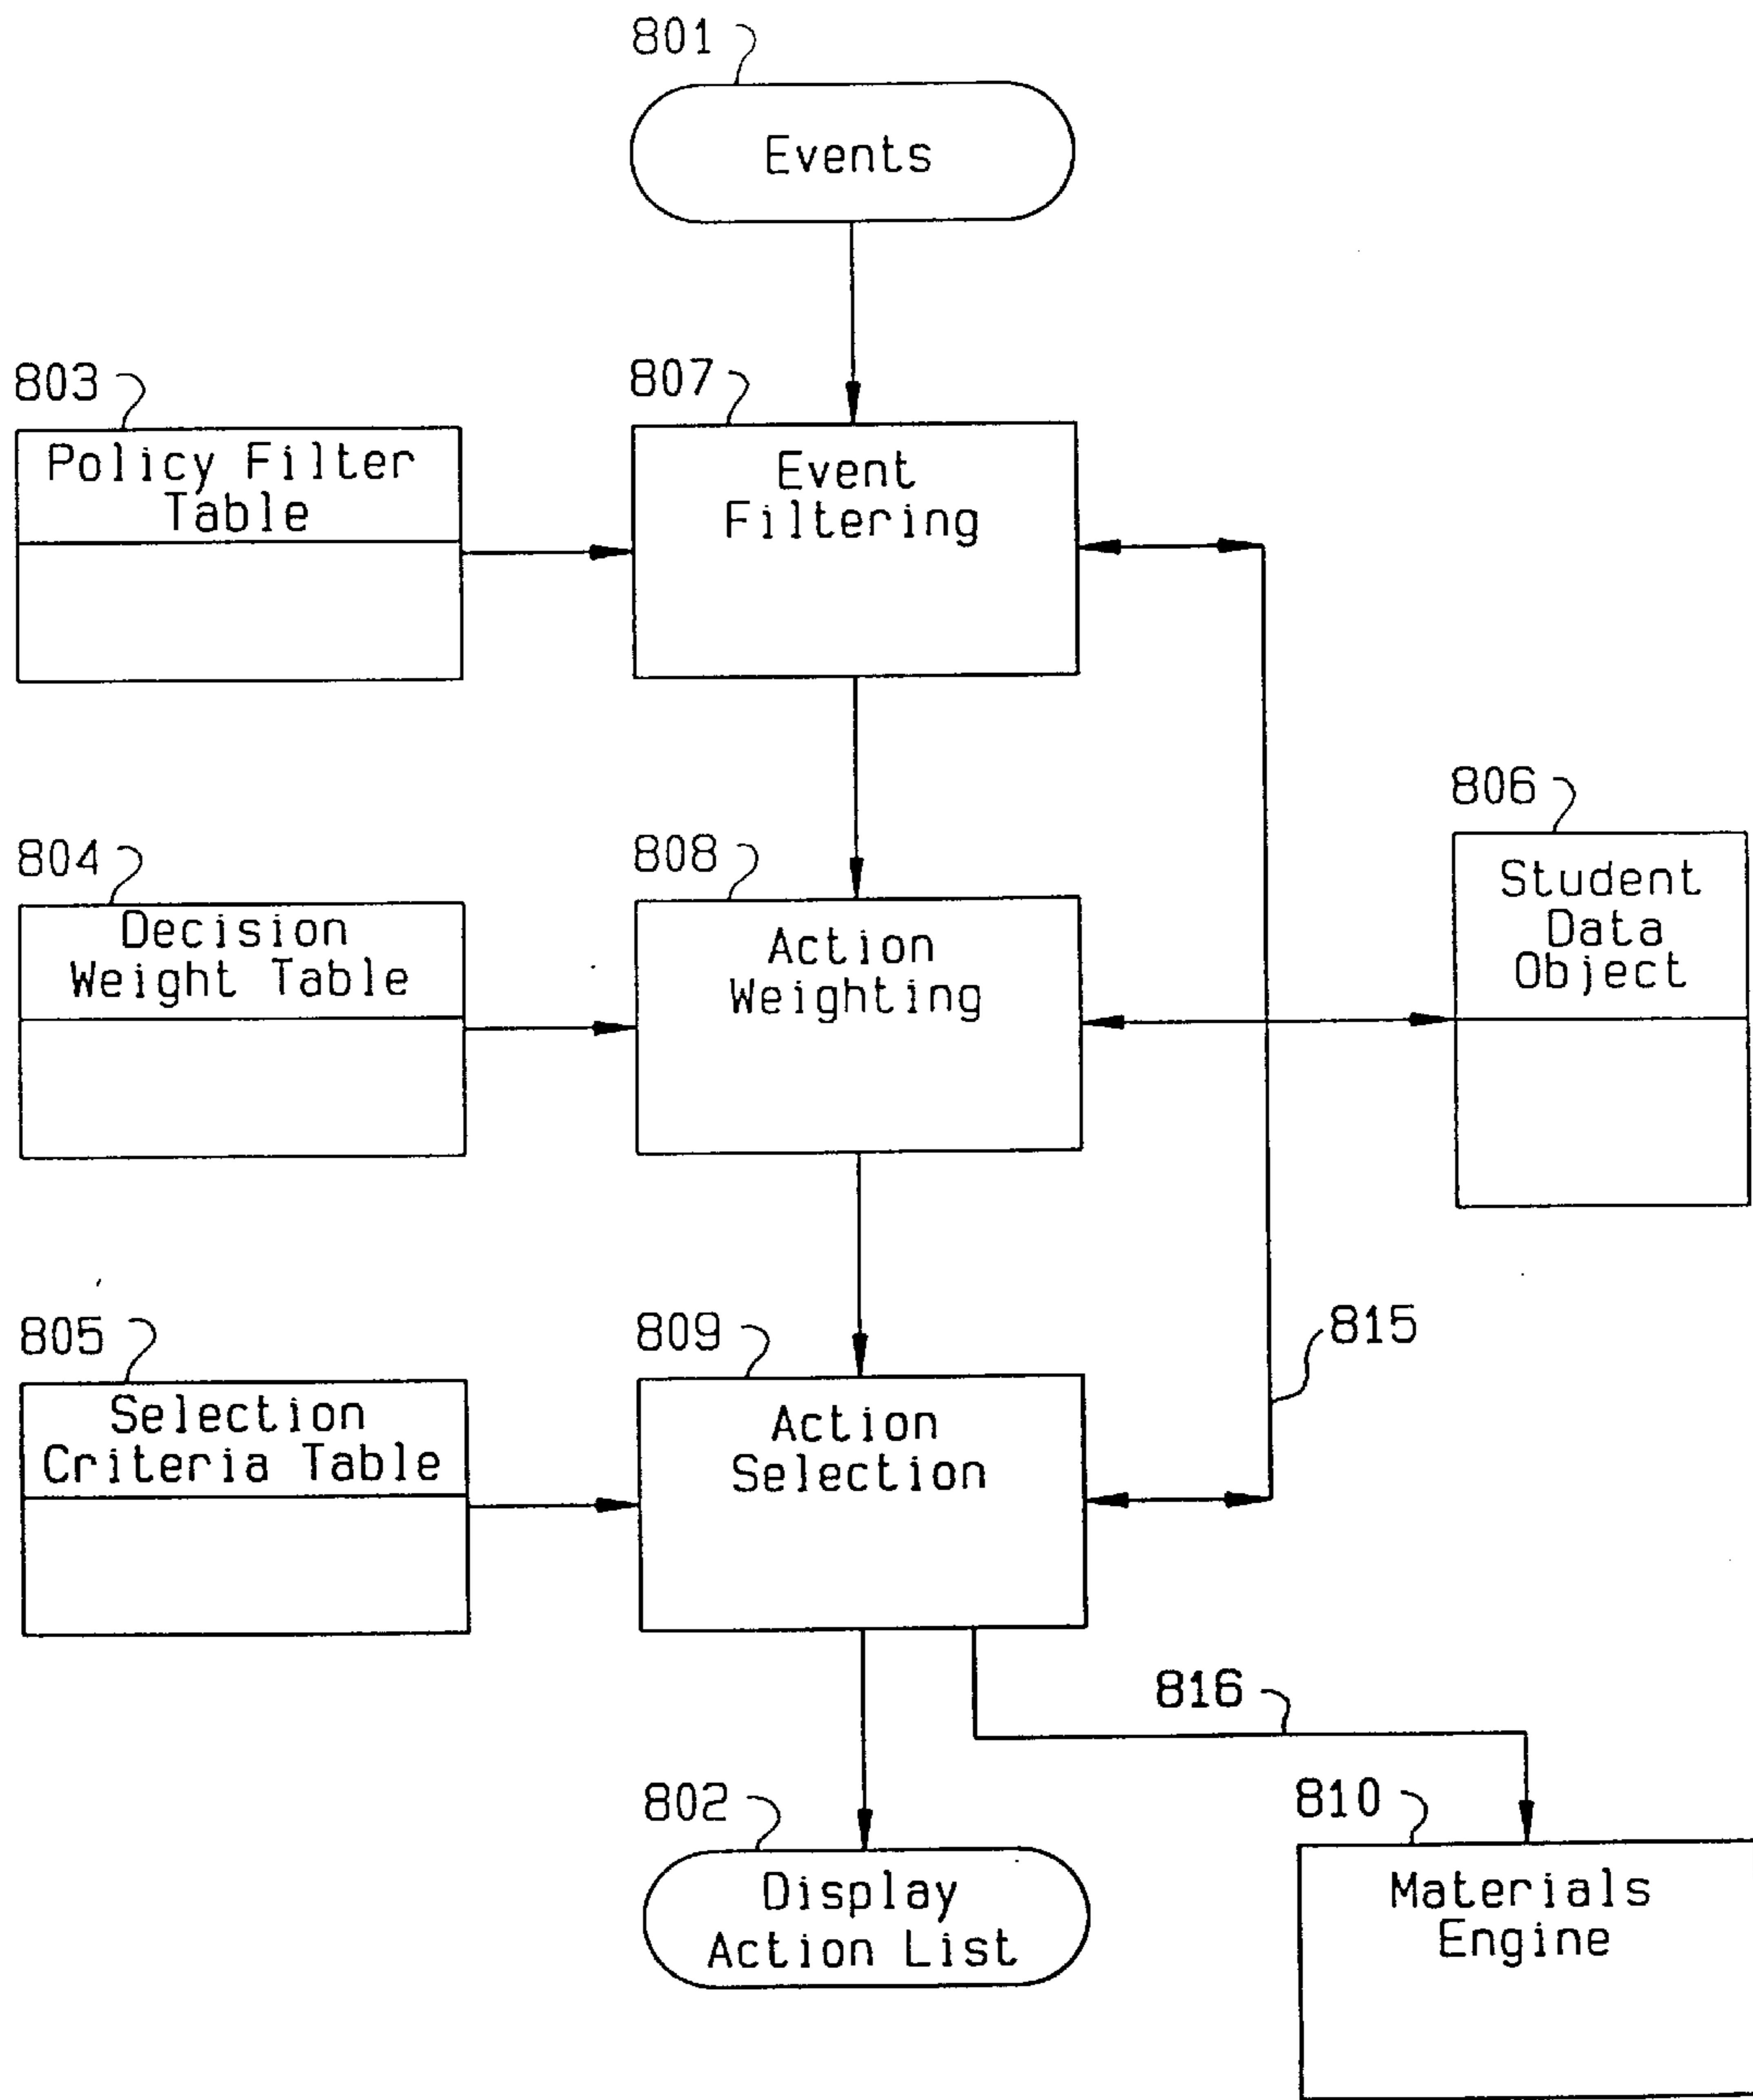 801
Events
803
Policy Filter
Table
807
Event
Filtering
804
Decision
Weight Table
808
Action
Weighting
806
Student
Data
Object
805
Selection
Criteria Table
809
Action
Selection
815
816
802
Display
Action List
810
Materials
Engine